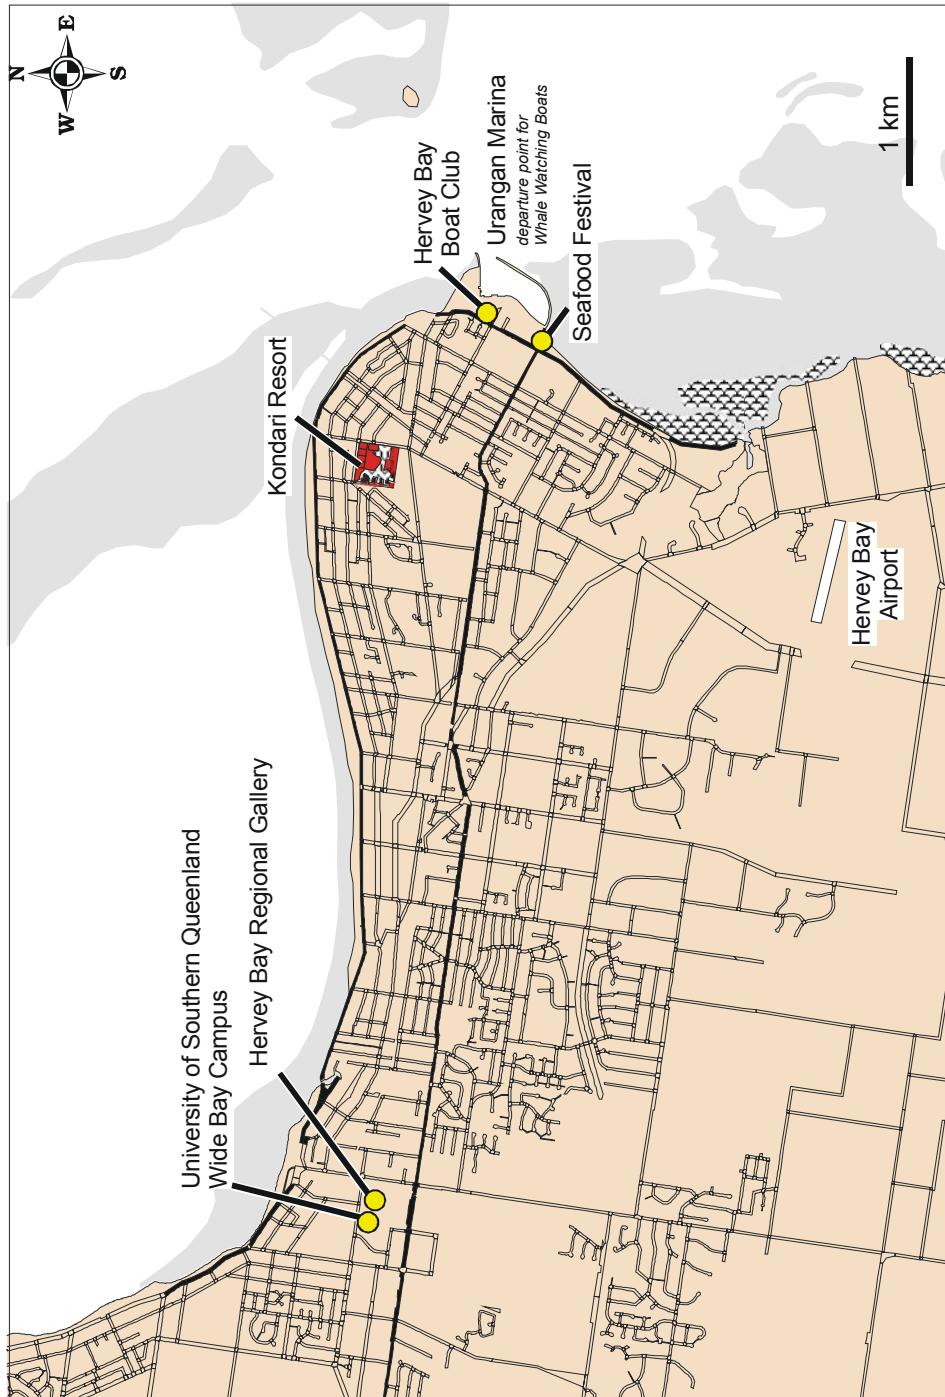 N
E
S
W
University of Southern Queenland
Wide Bay Campus
Hervey Bay Regional Gallery
Kondari Resort
Hervey Bay
Boat Club
Urangan Marina
departure point for
Whale Watching Boats
Seafood Festival
Hervey Bay
Airport
1 km